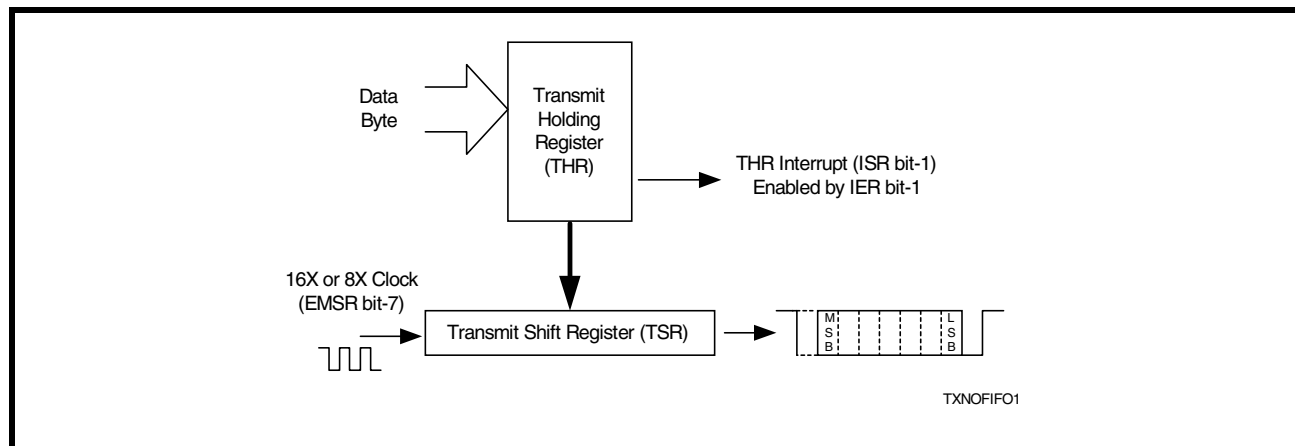 Data
Byte
Transmit
Holding
Register
(THR)
THR Interrupt (ISR bit-1)
Enabled by IER bit-1
16X or 8X Clock
(EMSR bit-7)
Transmit Shift Register (TSR)
M
S
B
L
S
B
TXNOFIFO1